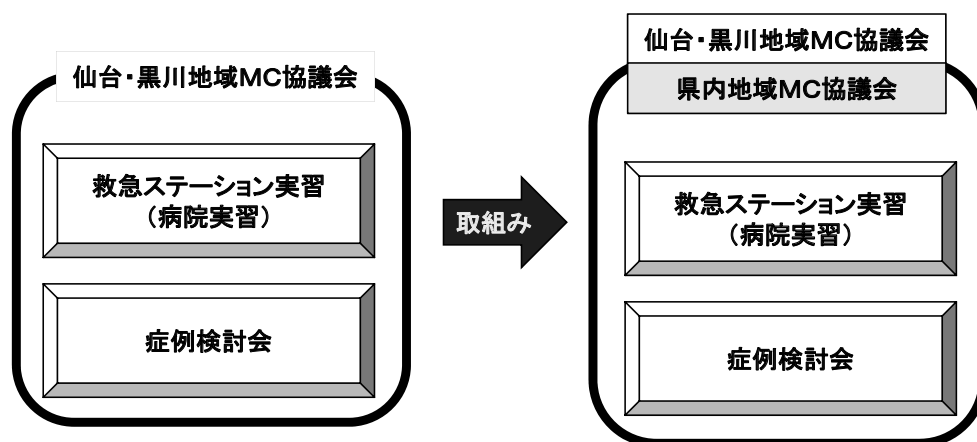 仙台・黒川地域MC協議会
救急ステーション実習
（病院実習）
症例検討会
取組み
仙台・黒川地域MC協議会
県内地域MC協議会
救急ステーション実習
（病院実習）
症例検討会